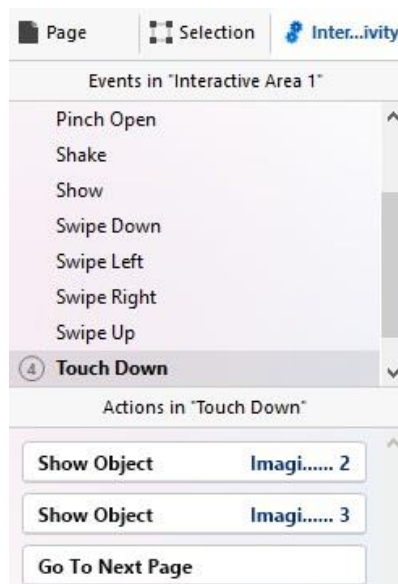 Page Selection Inter...ivity
Events in "Interactive Area 1"
Pinch Open
Shake
Show
Swipe Down
Swipe Left
Swipe Right
Swipe Up
4 Touch Down
Actions in "Touch Down"
Show Object Imagi...... 2
Show Object Imagi...... 3
Go To Next Page